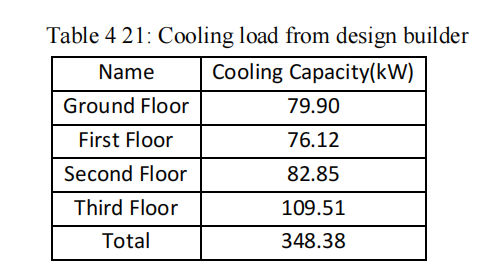 Table 4 21: Cooling load from design builder
Name Cooling Capacity(kW)
Ground Floor 79.90
First Floor 76.12
Second Floor 82.85
Third Floor 109.51
Total 348.38